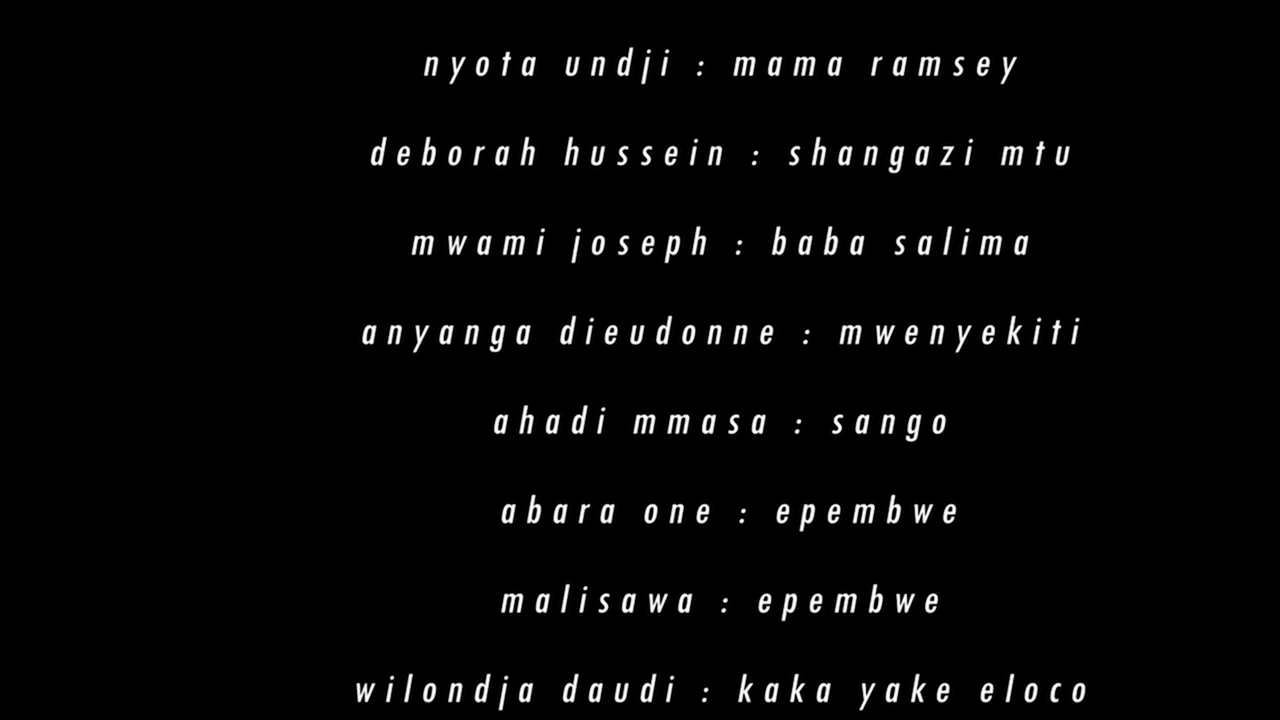 nyota undji : mama ramsey
deborah hussein : shangazi mtu
mwami joseph : baba salima
anyanga dieudonne : mwenyekiti
ahadi mmasa : sango
abara one : epembwe
malisawa : epembwe
wilondja daudi : kaka yake eloco